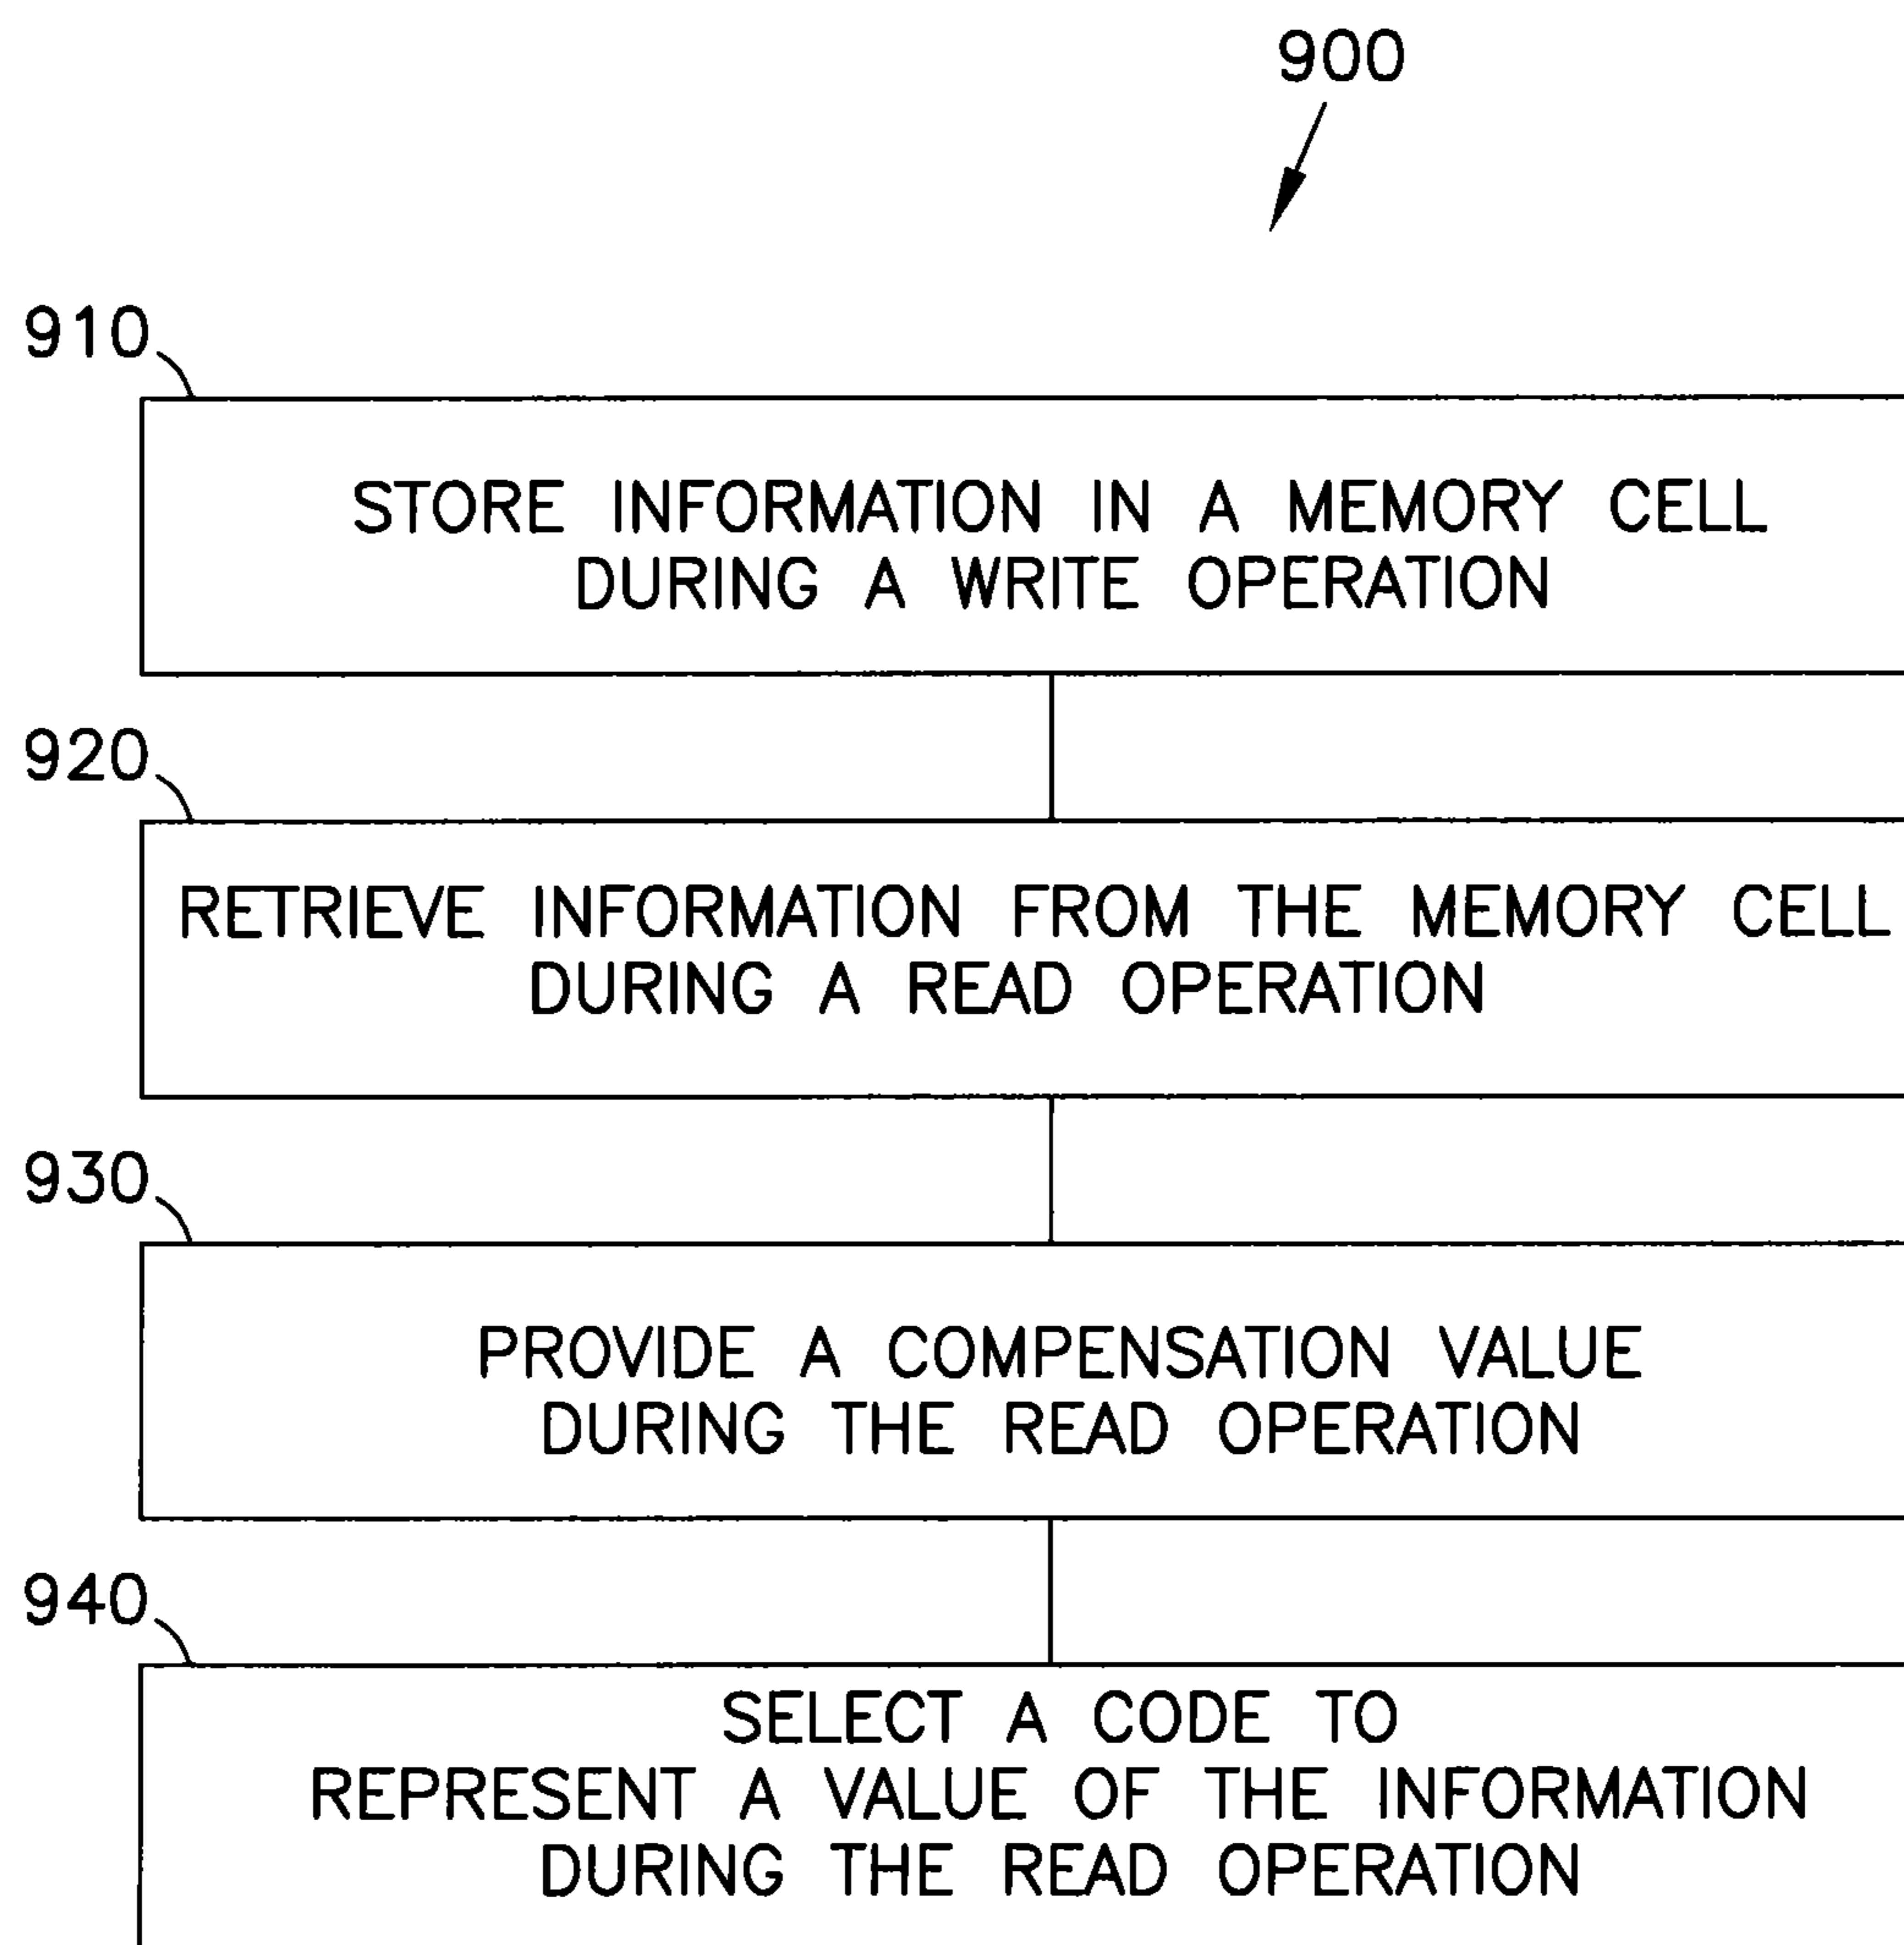 900
910
STORE INFORMATION IN A MEMORY CELL
DURING A WRITE OPERATION
920
RETRIEVE INFORMATION FROM THE MEMORY CELL
DURING A READ OPERATION
930
PROVIDE A COMPENSATION VALUE
DURING THE READ OPERATION
940
SELECT A CODE TO
REPRESENT A VALUE OF THE INFORMATION
DURING THE READ OPERATION